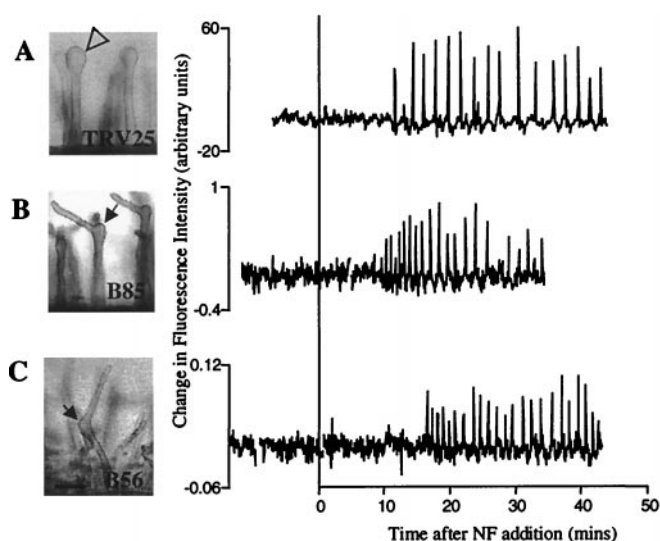 A
TRV25
60
-20
B
B85
1
-0.4
C
B56
0.12
-0.06
Change in Fluorescence Intensity (arbitrary units)
0 10 20 30 40 50
Time after NF addition (mins)